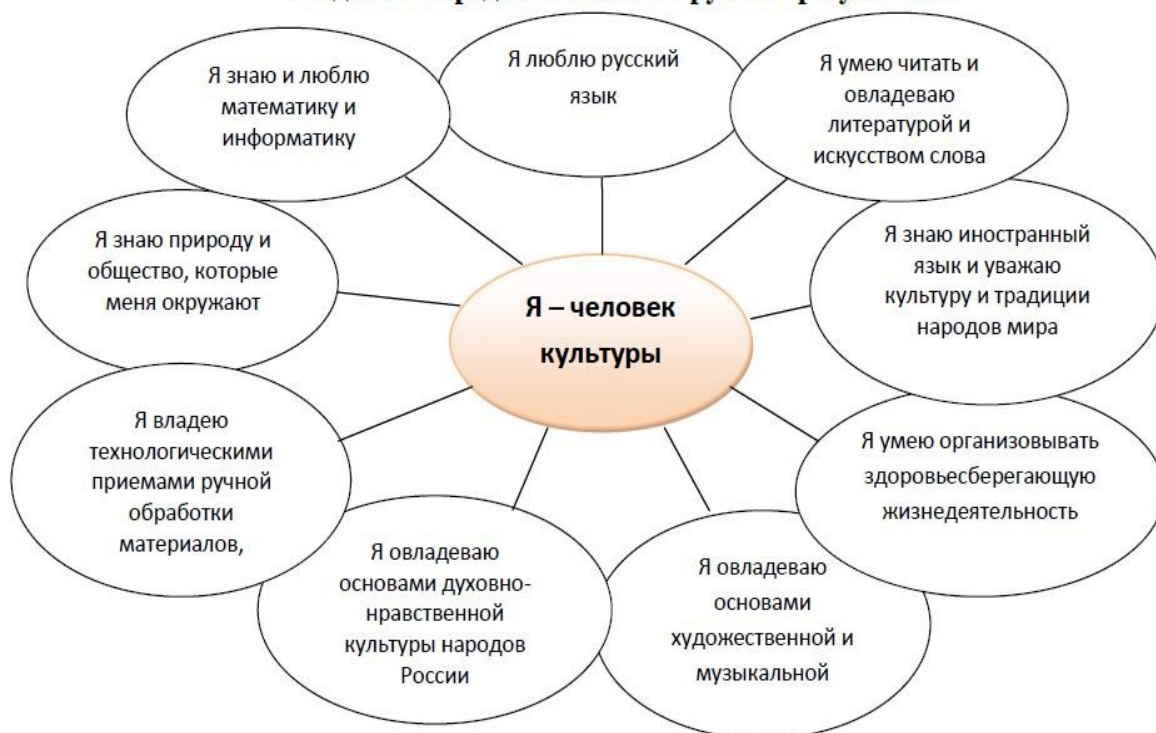 Я люблю русский
язык
Я умею читать и
овладеваю
литературой и
искусством слова
Я знаю иностранный
язык и уважаю
культуру и традиции
народов мира
Я умею организовывать
здоровьесберегающую
жизнедеятельность
Я овладеваю
основами
художественной и
музыкальной
Я овладеваю
основами духовно-
нравственной
культуры народов
России
Я владею
технологическими
приемами ручной
обработки
материалов,
Я знаю природу и
общество, которые
меня окружают
Я знаю и люблю
математику и
информатику
Я – человек
культуры